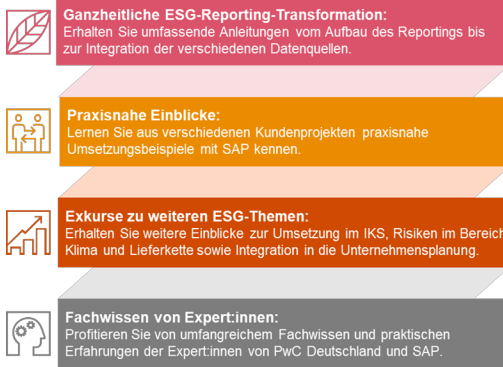 Ganzheitliche ESG-Reporting-Transformation:
Erhalten Sie umfassende Anleitungen vom Aufbau des Reportings bis
zur Integration der verschiedenen Datenquellen.
Praxisnahe Einblicke:
Lernen Sie aus verschiedenen Kundenprojekten praxisnahe
Umsetzungsbeispiele mit SAP kennen.
Exkurse zu weiteren ESG-Themen:
Erhalten Sie weitere Einblicke zur Umsetzung im IKS, Risiken im Bereich
Klima und Lieferkette sowie Integration in die Unternehmensplanung.
Fachwissen von Expert:innen:
Profitieren Sie von umfangreichem Fachwissen und praktischen
Erfahrungen der Expert:innen von PwC Deutschland und SAP.